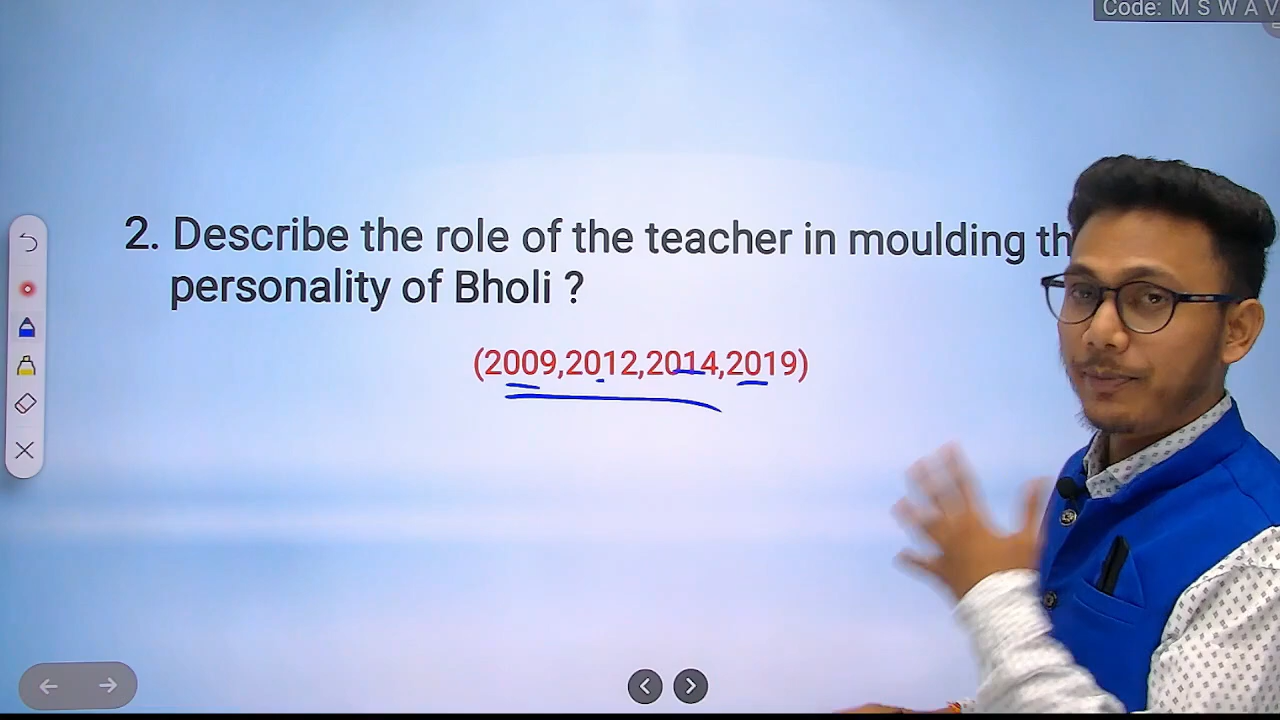 Code: M S W A V
2. Describe the role of the teacher in moulding th
personality of Bholi ?
(2009,2012,2014,2019)